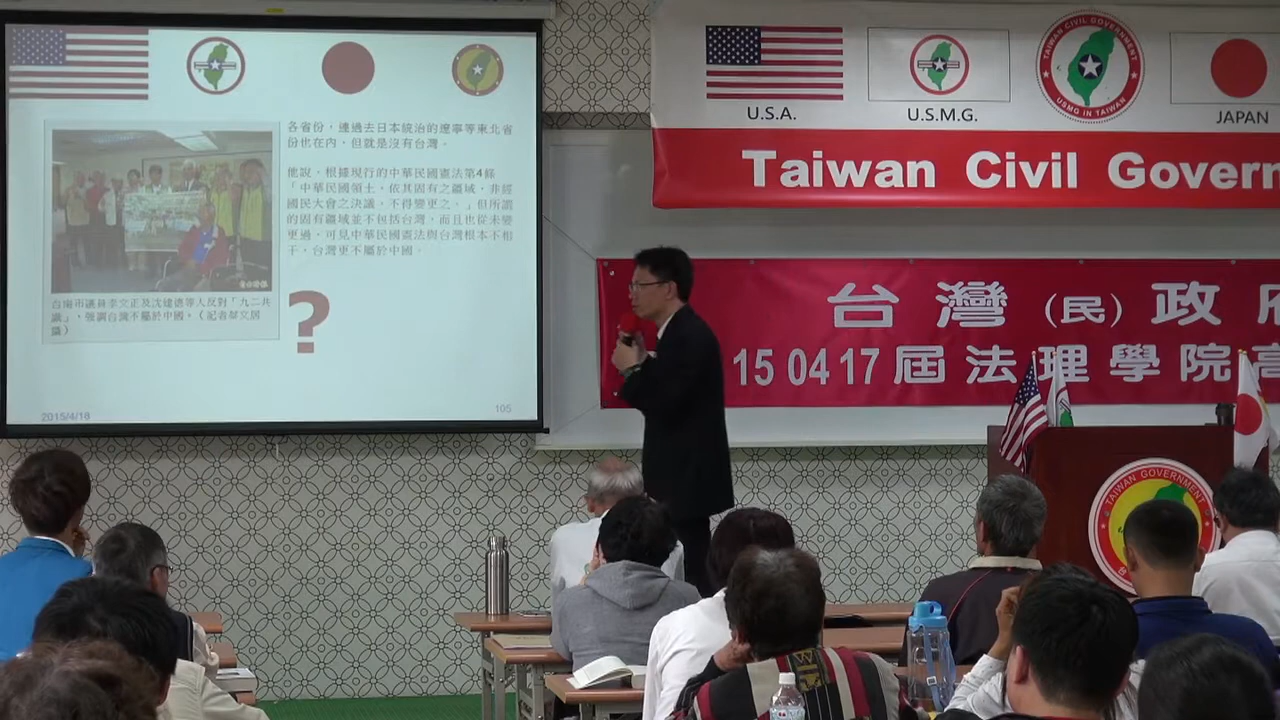 各省份，連過去日本統治的遼寧等東北省
份也在內，但就是沒有台灣。
他說，根據現行的中華民國憲法第4條
「中華民國領土，依其固有之疆域，非經
國民大會之決議，不得變更之。」但所謂
的固有疆域並不包括台灣，而且也從未變
更過，可見中華民國憲法與台灣根本不相
干，台灣更不屬於中國。
台南市議員李文正及沈建德等人反對「九二共
識」，強調台灣不屬於中國。（記者蔡文居
攝）
?
2015/4/18
105
U.S.A.
U.S.M.G.
TAIWAN CIVIL GOVERNMENT
USMG IN TAIWAN
JAPAN
Taiwan Civil Govern
台灣（民）政府
15 04 17 屆法理學院高
TAIWAN GOVERNMENT